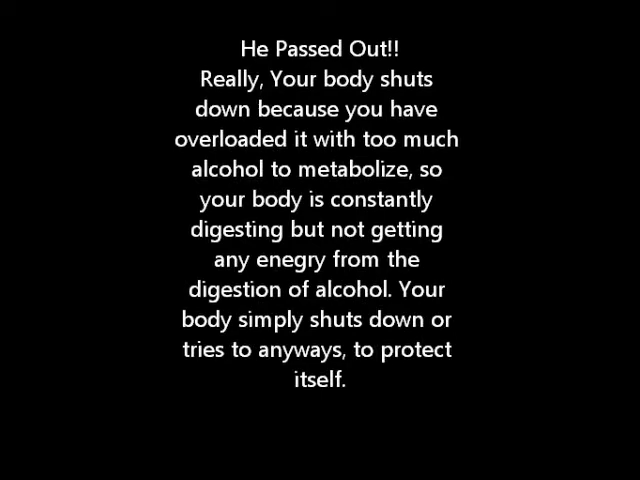 He Passed Out!!
Really, Your body shuts
down because you have
overloaded it with too much
alcohol to metabolize, so
your body is constantly
digesting but not getting
any enegry from the
digestion of alcohol. Your
body simply shuts down or
tries to anyways, to protect
itself.